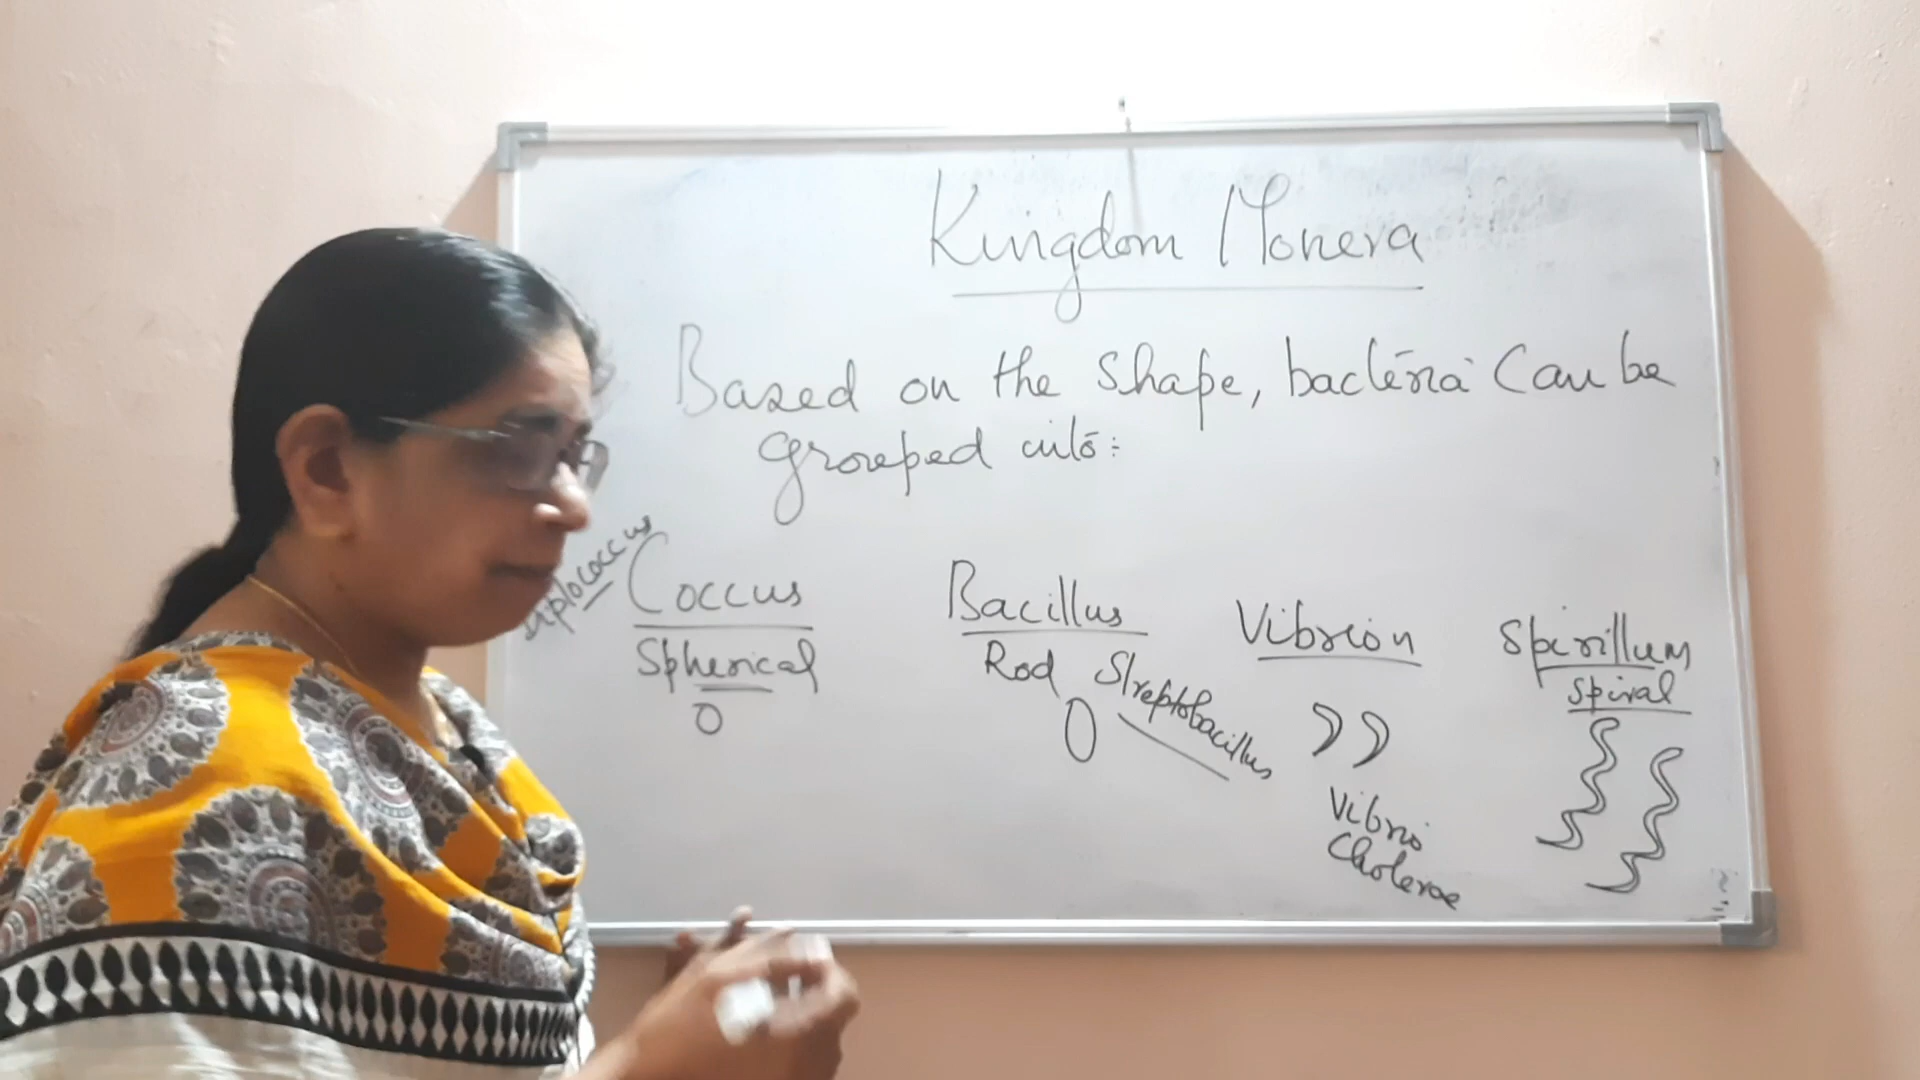 Kingdom Monera
Based on the shape, bacteria can be
grouped into:
Diplococcus
Coccus
Spherical
Bacillus
Rod
Streptobacillus
Vibrion
Vibrio
Cholerae
Spirillum
Spiral